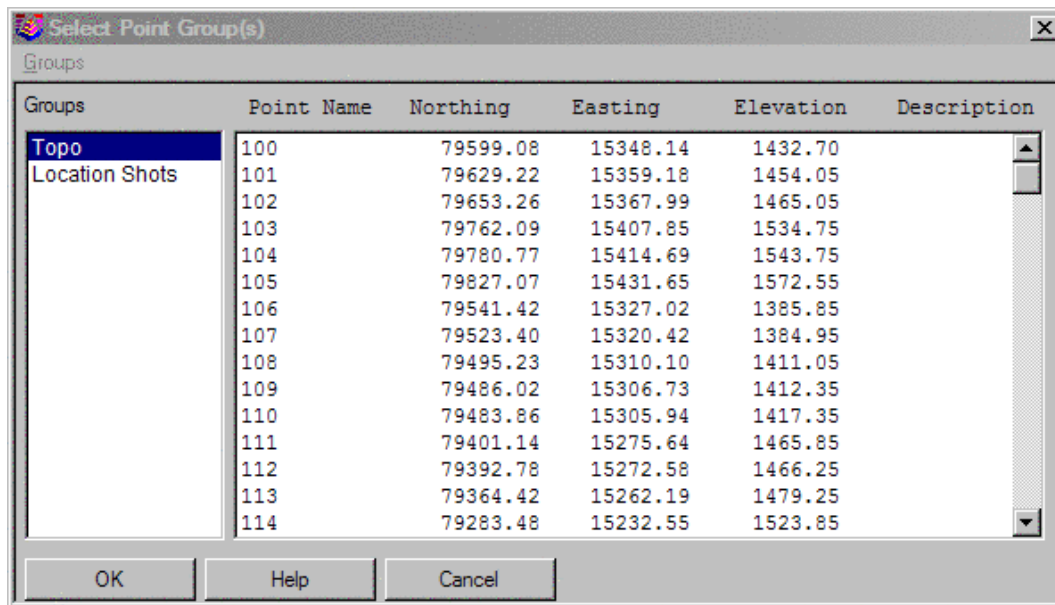 Select Point Group(s)
Groups
Groups Point Name Northing Easting Elevation Description
Topo 100 79599.08 15348.14 1432.70
Location Shots 101 79629.22 15359.18 1454.05
102 79653.26 15367.99 1465.05
103 79762.09 15407.85 1534.75
104 79780.77 15414.69 1543.75
105 79827.07 15431.65 1572.55
106 79541.42 15327.02 1385.85
107 79523.40 15320.42 1384.95
108 79495.23 15310.10 1411.05
109 79486.02 15306.73 1412.35
110 79483.86 15305.94 1417.35
111 79401.14 15275.64 1465.85
112 79392.78 15272.58 1466.25
113 79364.42 15262.19 1479.25
114 79283.48 15232.55 1523.85
OK Help Cancel